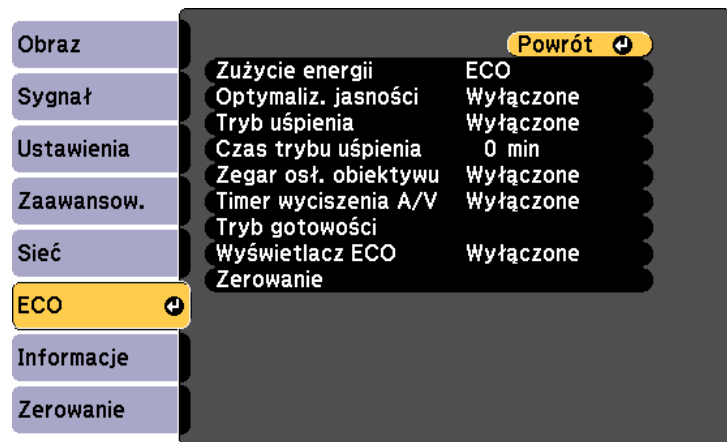 Obraz
Sygnał
Ustawienia
Zaawansow.
Sieć
ECO
Informacje
Zerowanie
Powrót
Zużycie energii ECO
Optymaliz. jasności Wyłączone
Tryb uśpienia Wyłączone
Czas trybu uśpienia 0 min
Zegar osł. obiektywu Wyłączone
Timer wyciszenia A/V Wyłączone
Tryb gotowości
Wyświetlacz ECO Wyłączone
Zerowanie